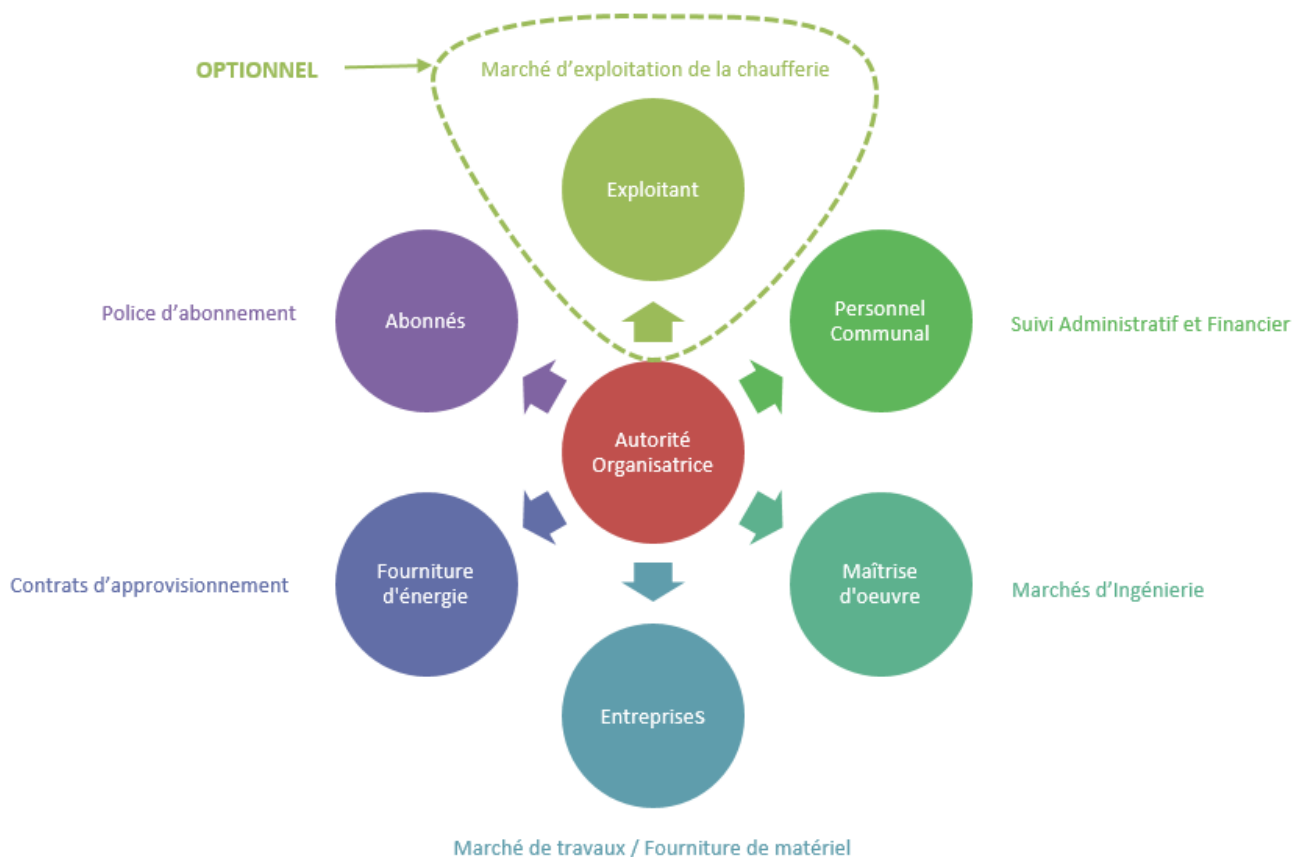 OPTIONNEL
Marché d’exploitation de la chaufferie
Exploitant
Police d’abonnement
Abonnés
Personnel
Communal
Suivi Administratif et Financier
Autorité
Organisatrice
Contrats d’approvisionnement
Fourniture
d'énergie
Maîtrise
d'oeuvre
Marchés d’Ingénierie
Entreprises
Marché de travaux / Fourniture de matériel